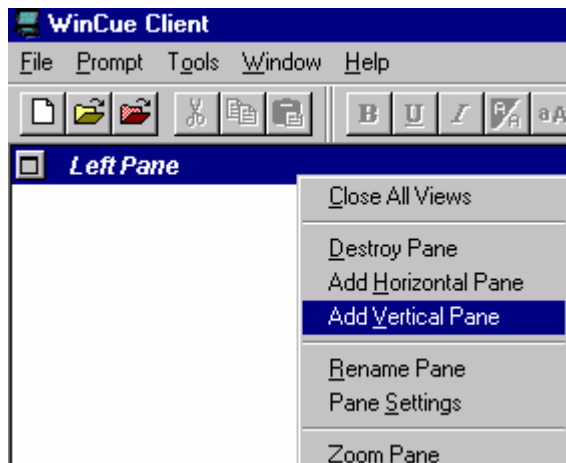 WinCue Client
File Prompt Tools Window Help
B U I A/A aA
Left Pane
Close All Views
Destroy Pane
Add Horizontal Pane
Add Vertical Pane
Rename Pane
Pane Settings
Zoom Pane